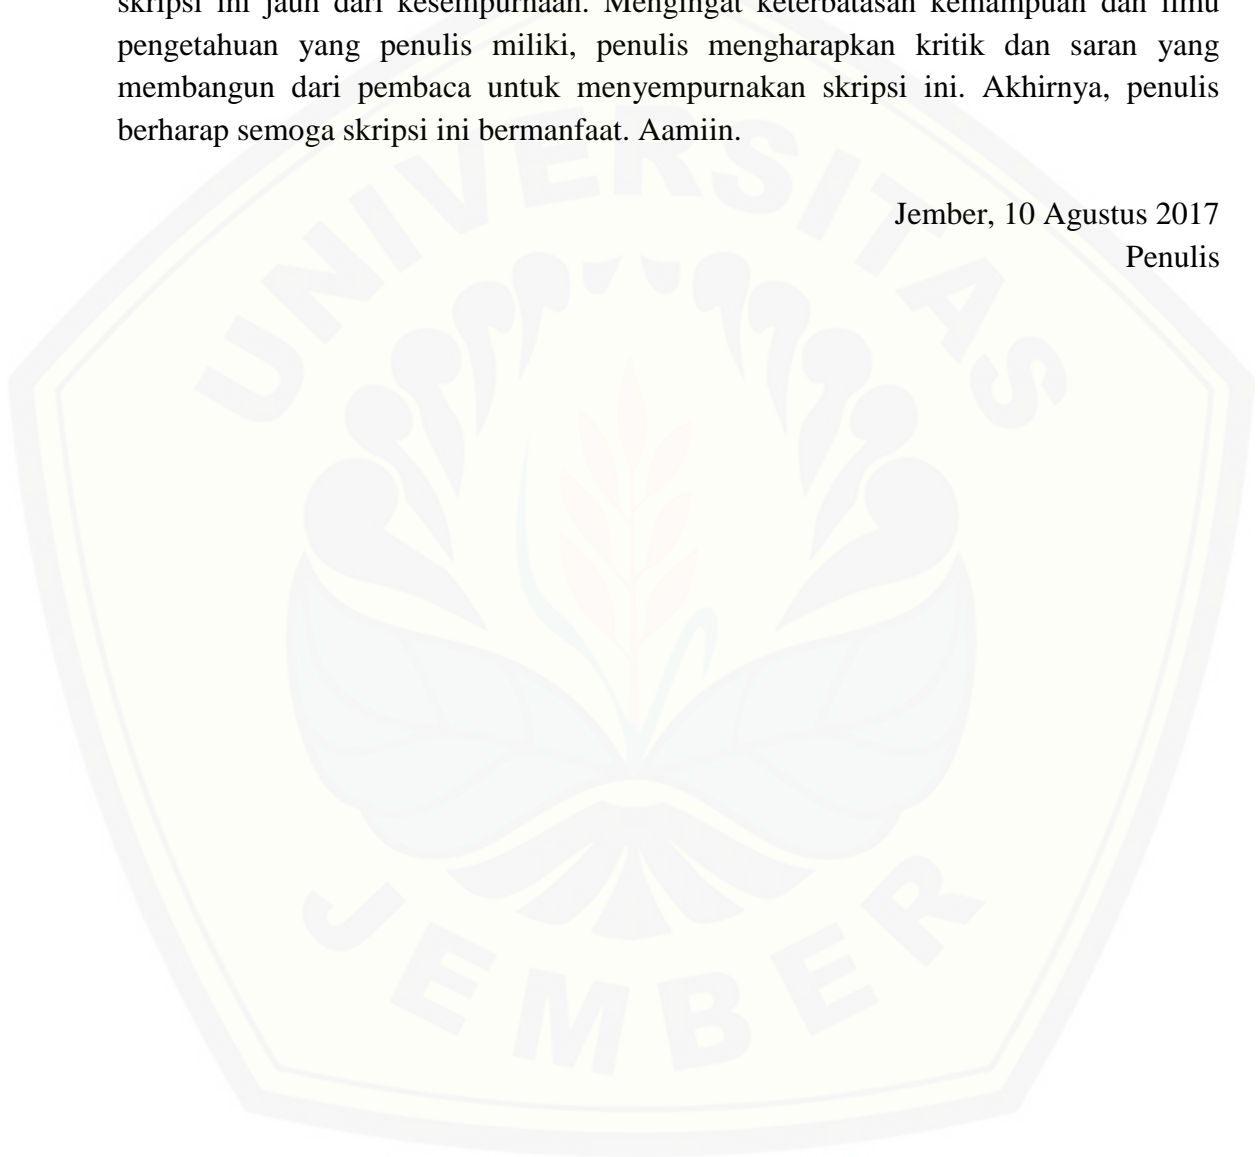 skripsi ini jauh dari kesempurnaan. Mengingat keterbatasan kemampuan dan ilmu
pengetahuan yang penulis miliki, penulis mengharapkan kritik dan saran yang
membangun dari pembaca untuk menyempurnakan skripsi ini. Akhirnya, penulis
berharap semoga skripsi ini bermanfaat. Aamiin.
Jember, 10 Agustus 2017
Penulis
UNIVERSITAS
JEMBER